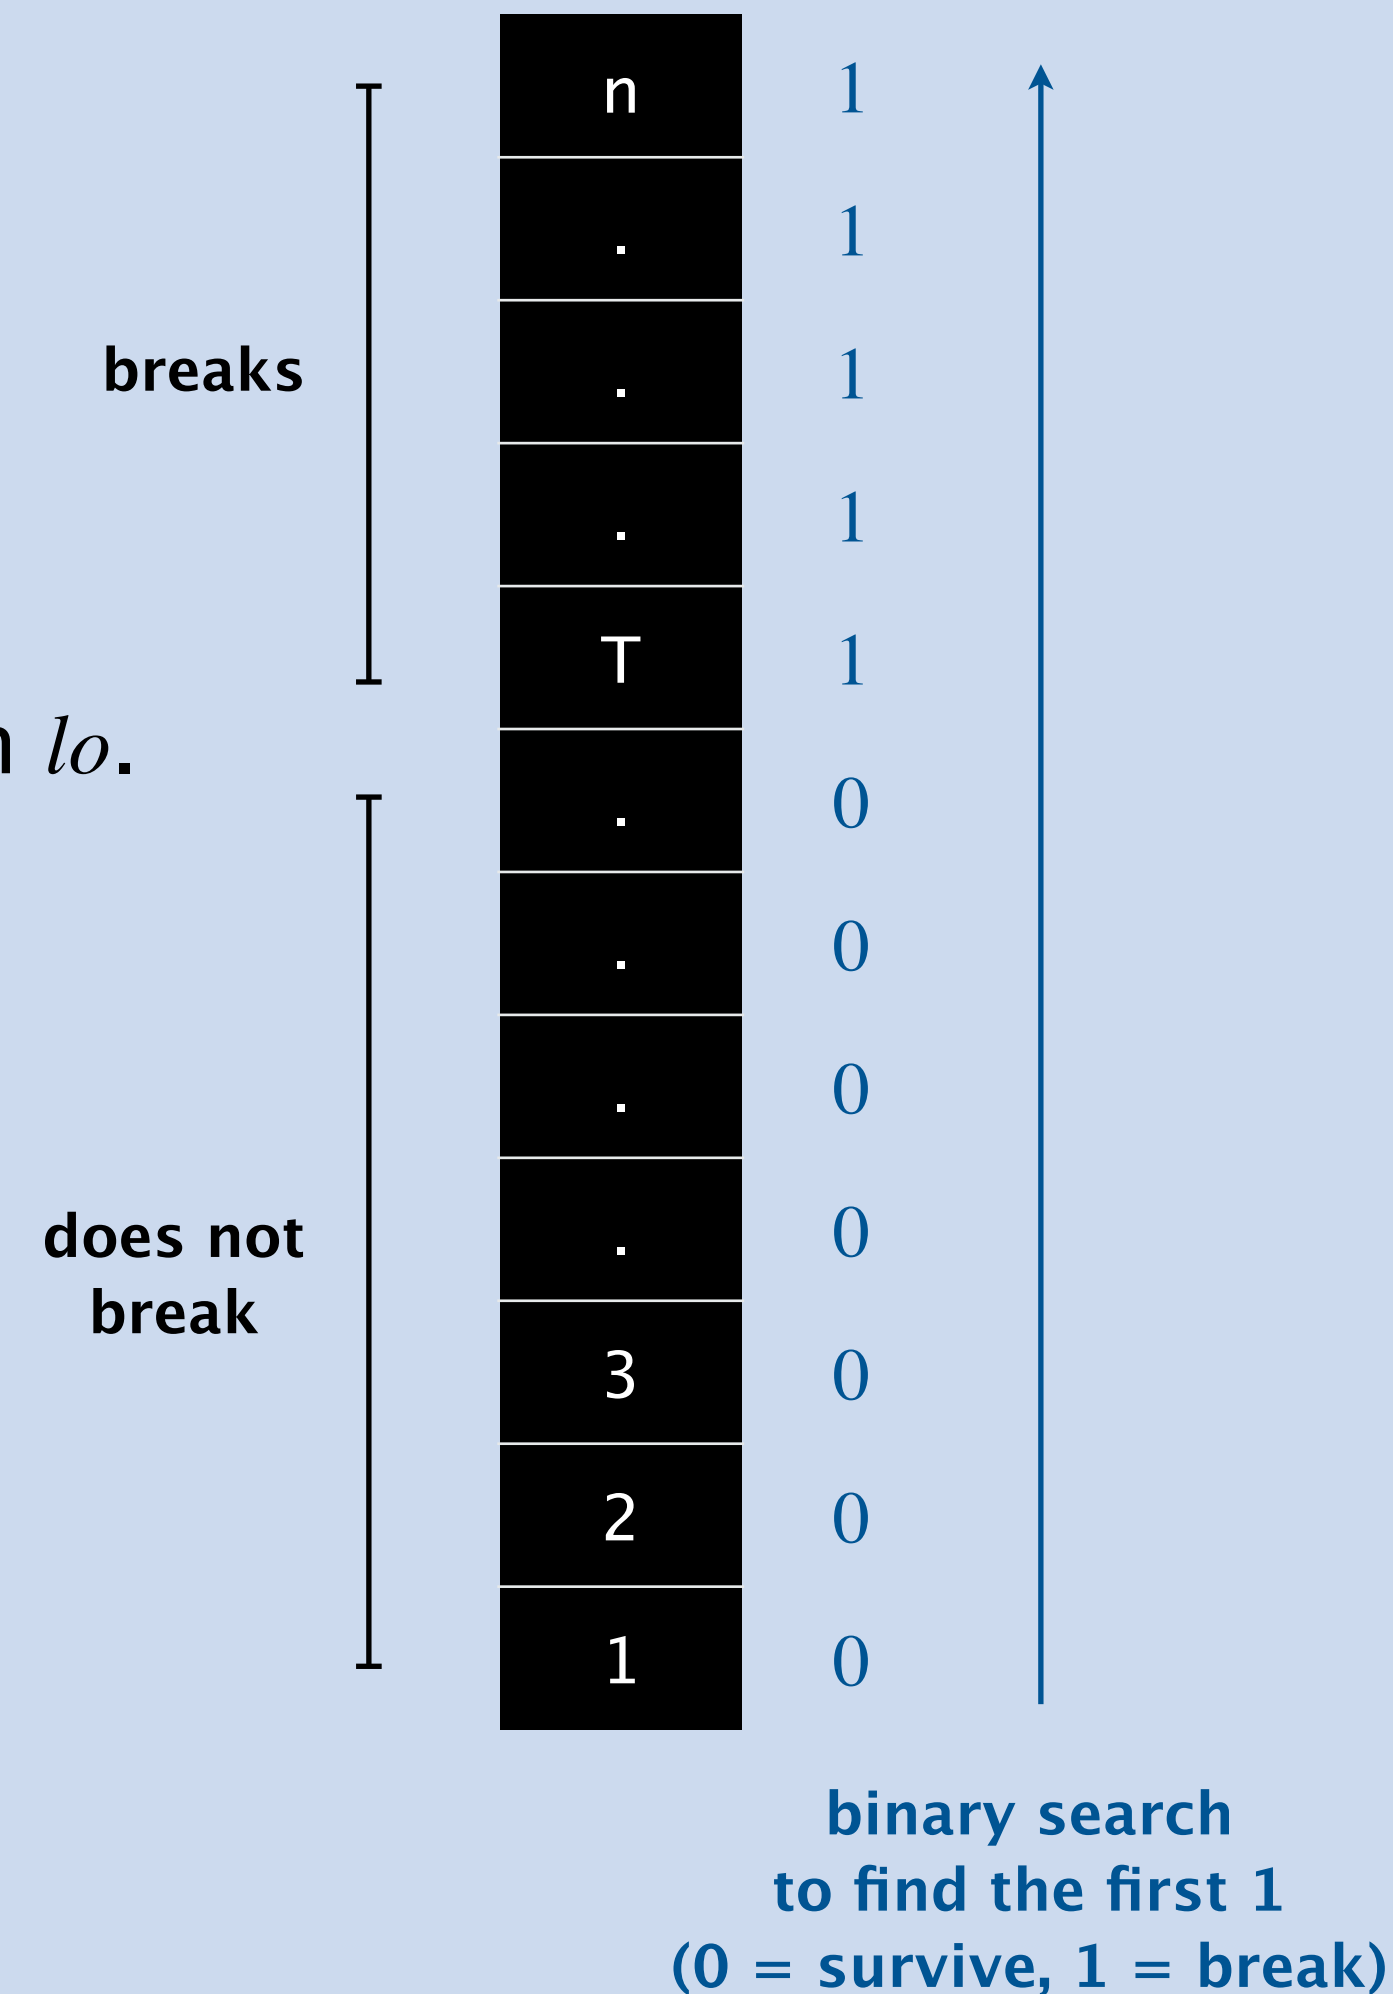 n 1
. 1
. 1
breaks
. 1
T 1
lo.
. 0
. 0
. 0
. 0
does not
break
3 0
2 0
1 0
binary search
to find the first 1
(0 = survive, 1 = break)